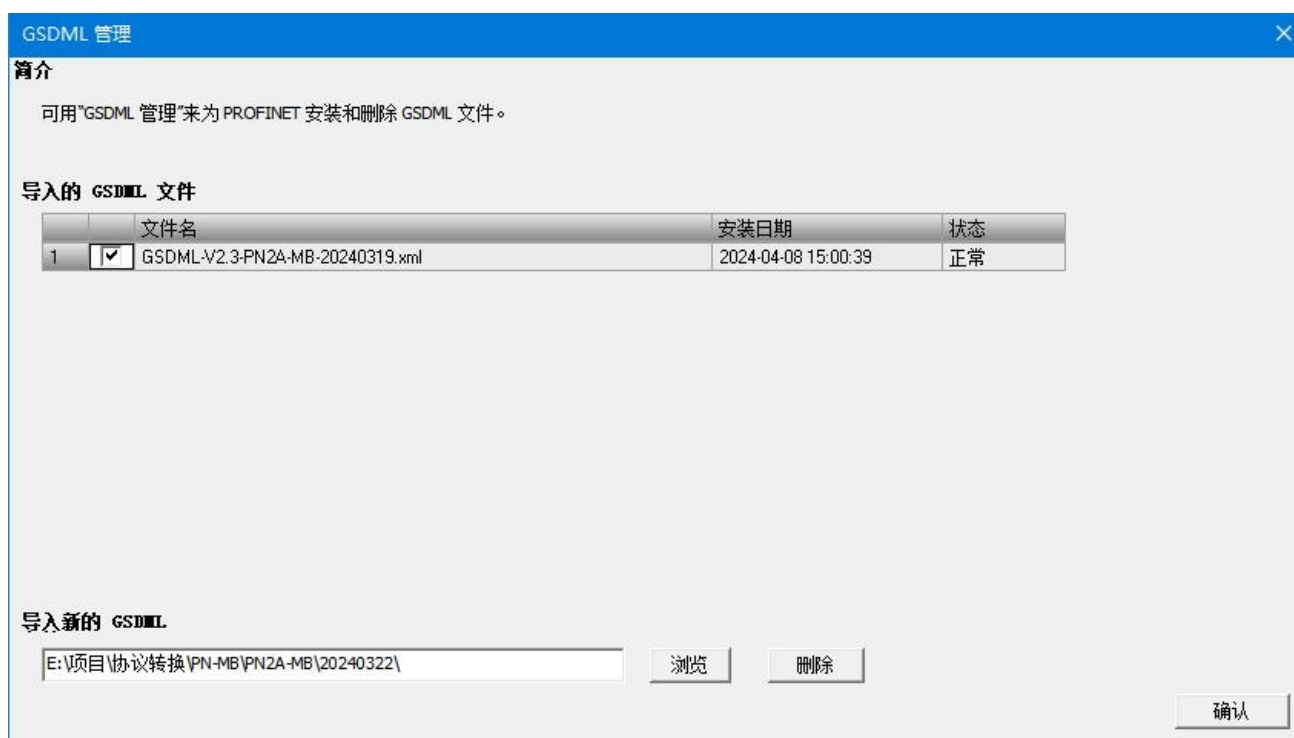 GSDML 管理
简介
可用"GSDML 管理"来为 PROFINET 安装和删除 GSDML 文件。
导入的 GSDML 文件
文件名 安装日期 状态
1 GSDML-V2.3-PN2A-MB-20240319.xml 2024-04-08 15:00:39 正常
导入新的 GSDML
E:\项目\协议转换\PN-MB\PN2A-MB\20240322\ 浏览 删除
确认